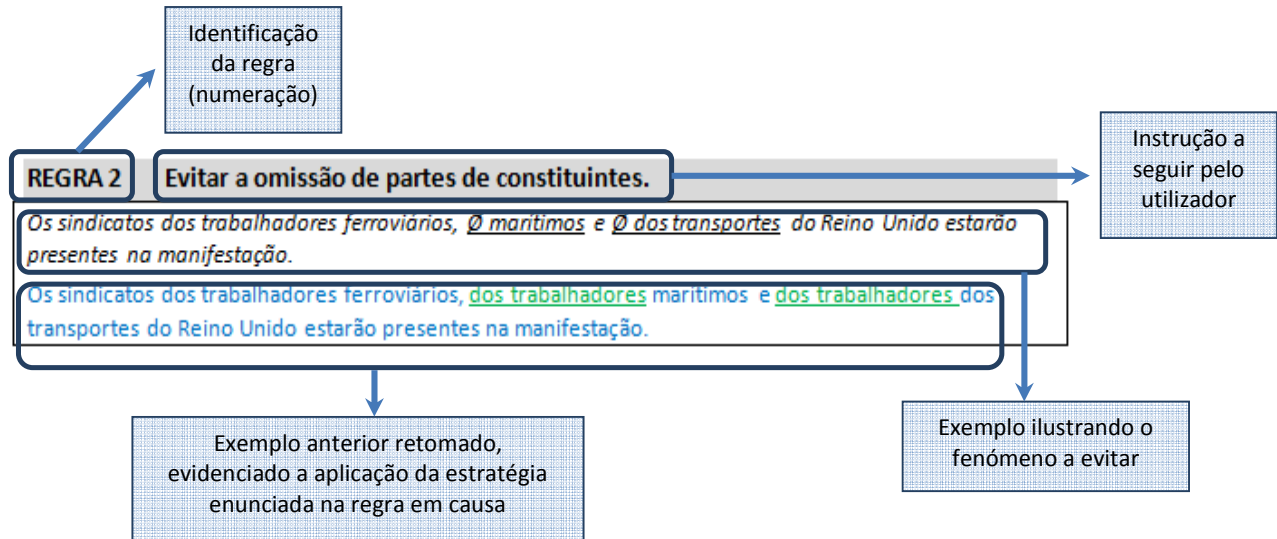 Identificação
da regra
(numeração)
Instrução a
seguir pelo
utilizador
REGRA 2 Evitar a omissão de partes de constituintes.
Os sindicatos dos trabalhadores ferroviários, Ø marítimos e Ø dos transportes do Reino Unido estarão
presentes na manifestação.
Os sindicatos dos trabalhadores ferroviários, dos trabalhadores marítimos e dos trabalhadores dos
transportes do Reino Unido estarão presentes na manifestação.
Exemplo anterior retomado,
evidenciado a aplicação da estratégia
enunciada na regra em causa
Exemplo ilustrando o
fenómeno a evitar